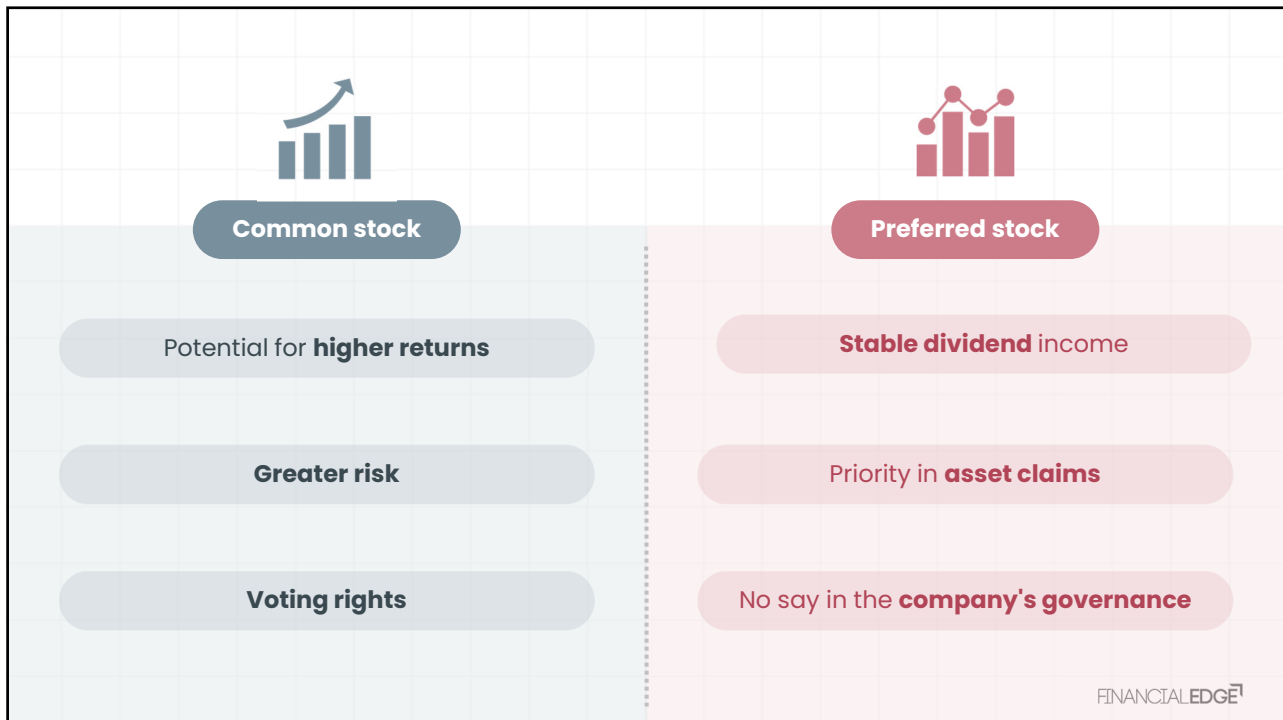 Common stock
Preferred stock
Potential for higher returns
Stable dividend income
Greater risk
Priority in asset claims
Voting rights
No say in the company's governance
FINANCIALEDGE